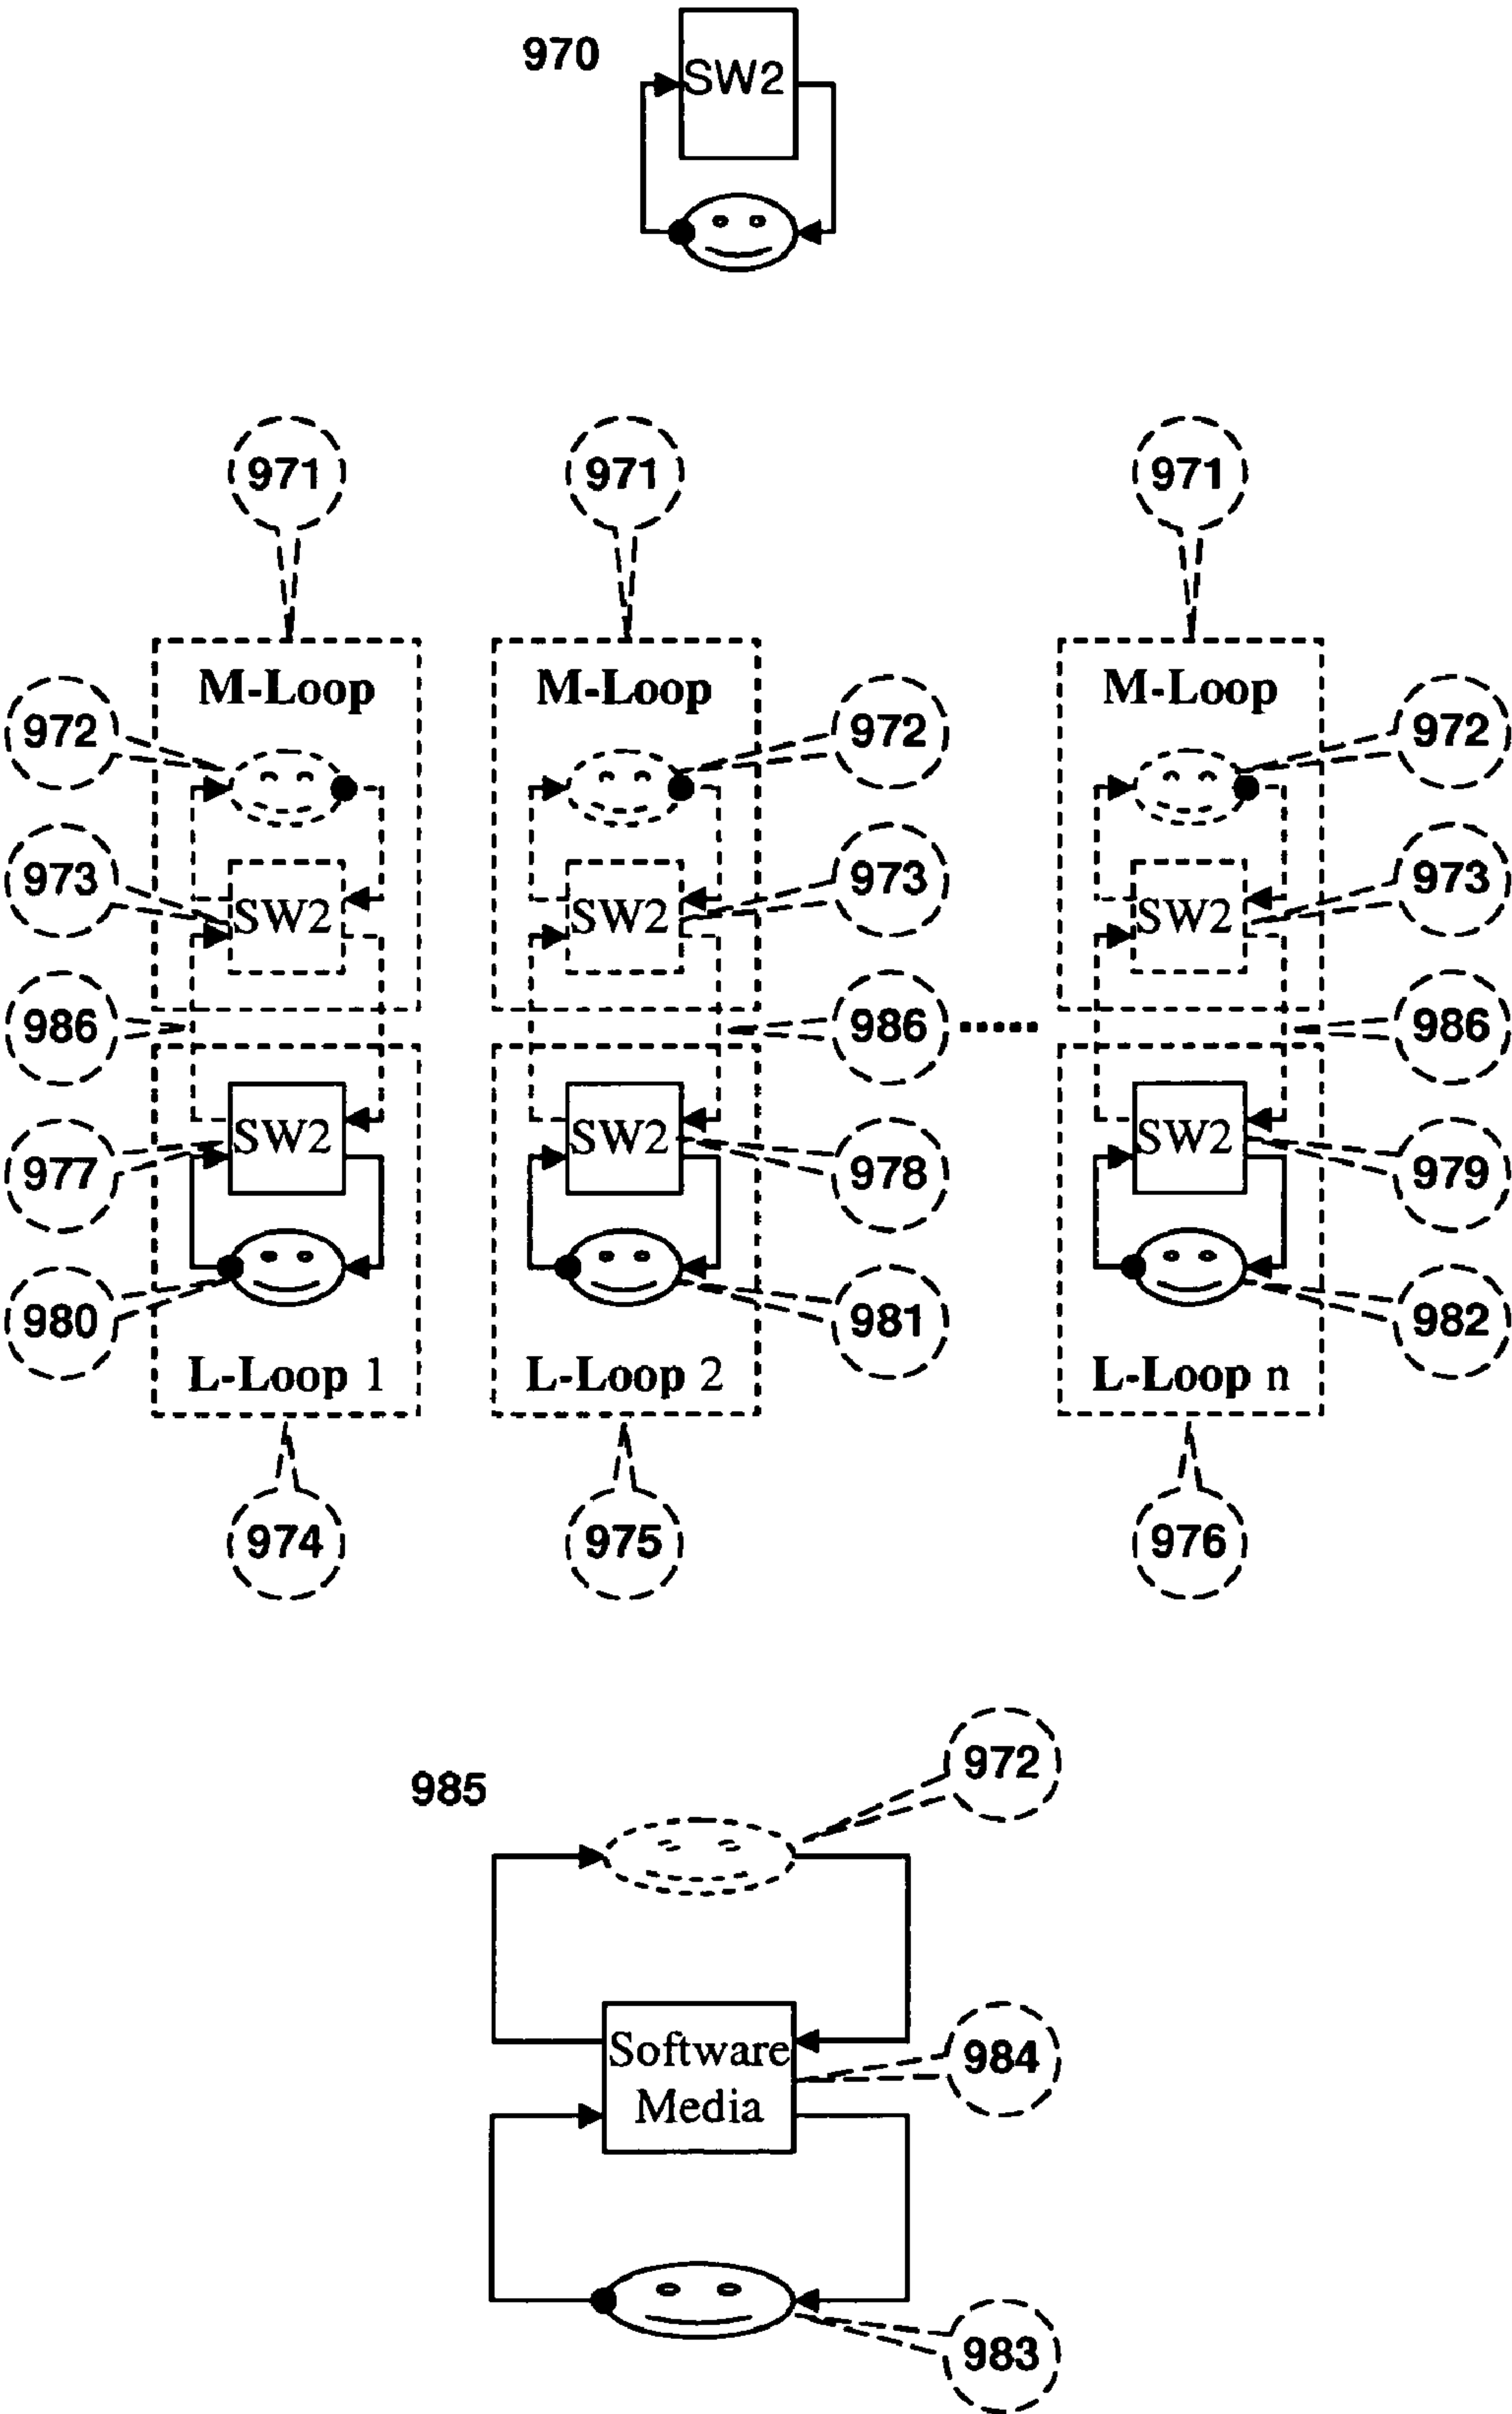 970
SW2
971 971 971
M-Loop M-Loop M-Loop
972 972 972
973 SW2 SW2 973 SW2 973
986 986 986
977 SW2 SW2 978 SW2 979
980 981 982
L-Loop 1 L-Loop 2 L-Loop n
974 975 976
972
985
Software
984
Media
983